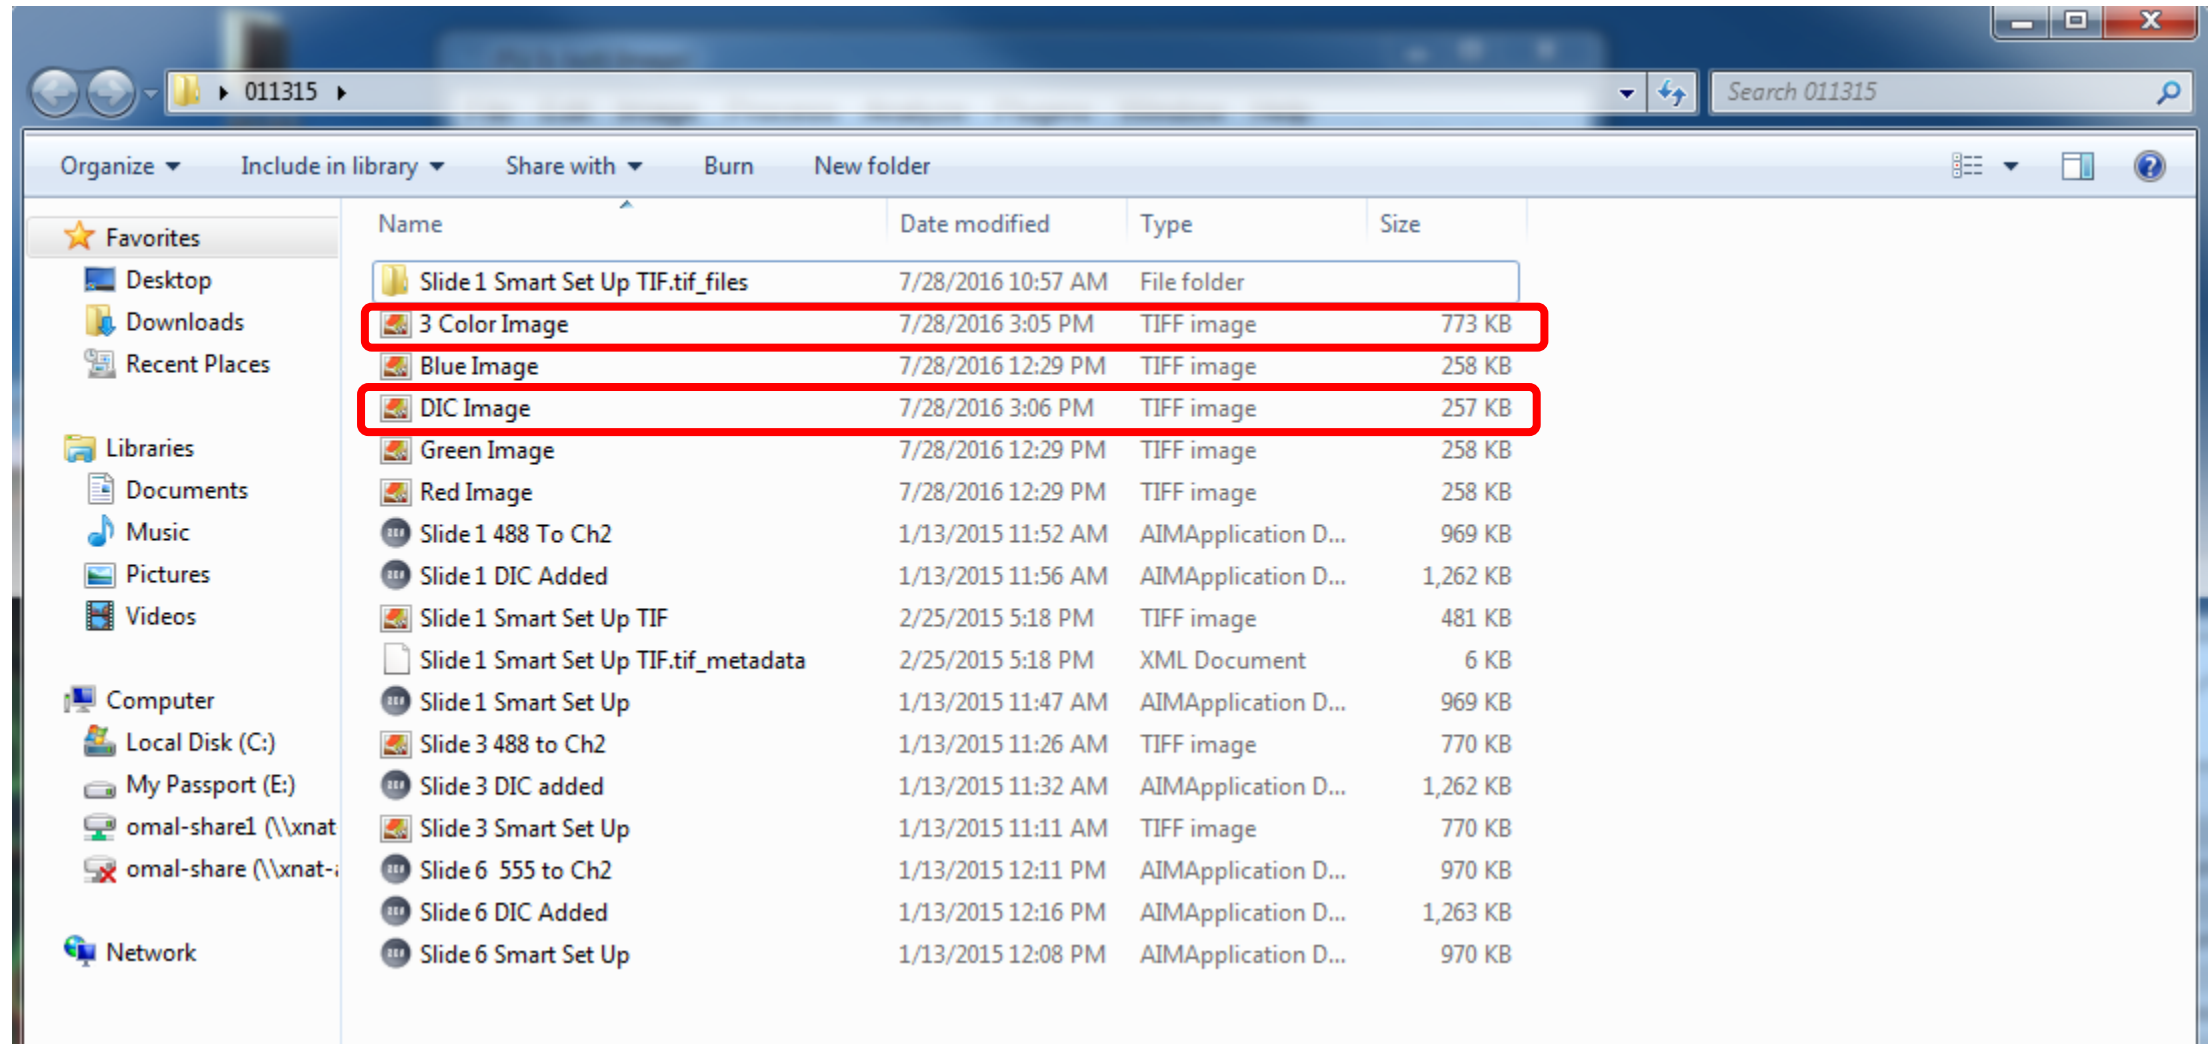 011315
Search 011315
Organize Include in library Share with Burn New folder
Favorites
Desktop
Downloads
Recent Places
Libraries
Documents
Music
Pictures
Videos
Computer
Local Disk (C:)
My Passport (E:)
omal-share1 (\\xnat
omal-share (\\xnat-a
Network
Name Date modified Type Size
Slide 1 Smart Set Up TIF.tif_files 7/28/2016 10:57 AM File folder
3 Color Image 7/28/2016 3:05 PM TIFF image 773 KB
Blue Image 7/28/2016 12:29 PM TIFF image 258 KB
DIC Image 7/28/2016 3:06 PM TIFF image 257 KB
Green Image 7/28/2016 12:29 PM TIFF image 258 KB
Red Image 7/28/2016 12:29 PM TIFF image 258 KB
Slide 1 488 To Ch2 1/13/2015 11:52 AM AIMApplication D... 969 KB
Slide 1 DIC Added 1/13/2015 11:56 AM AIMApplication D... 1,262 KB
Slide 1 Smart Set Up TIF 2/25/2015 5:18 PM TIFF image 481 KB
Slide 1 Smart Set Up TIF.tif_metadata 2/25/2015 5:18 PM XML Document 6 KB
Slide 1 Smart Set Up 1/13/2015 11:47 AM AIMApplication D... 969 KB
Slide 3 488 to Ch2 1/13/2015 11:26 AM TIFF image 770 KB
Slide 3 DIC added 1/13/2015 11:32 AM AIMApplication D... 1,262 KB
Slide 3 Smart Set Up 1/13/2015 11:11 AM TIFF image 770 KB
Slide 6  555 to Ch2 1/13/2015 12:11 PM AIMApplication D... 970 KB
Slide 6 DIC Added 1/13/2015 12:16 PM AIMApplication D... 1,263 KB
Slide 6 Smart Set Up 1/13/2015 12:08 PM AIMApplication D... 970 KB